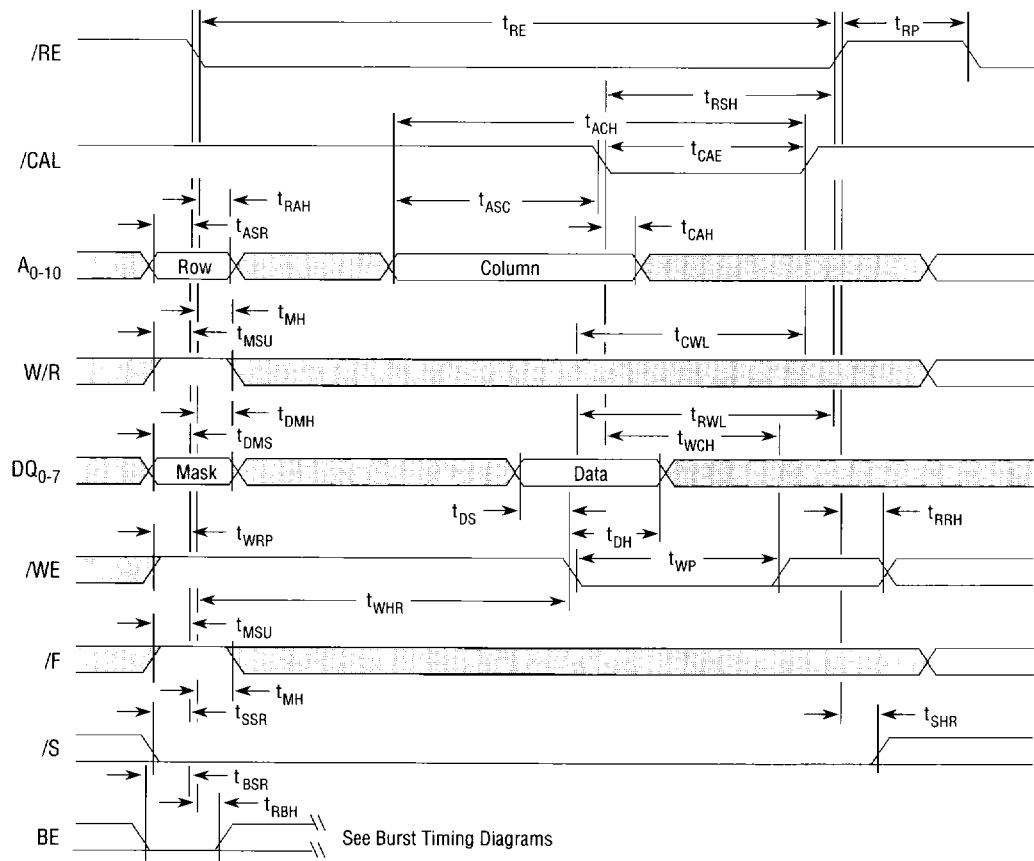 tRE
tRP
/RE
tRSH
tACH
/CAL
tCAE
tRAH
tASC
tASR
tCAH
A0-10
Row
Column
tMH
tMSU
tCWL
W/R
tRWL
tDMH
tWCH
tDMS
DQ0-7
Mask
Data
tDS
tRRH
tWRP
tDH
/WE
tWP
tWHR
tMSU
/F
tMH
tSSR
tSHR
/S
tBSR
tRBH
BE
See Burst Timing Diagrams